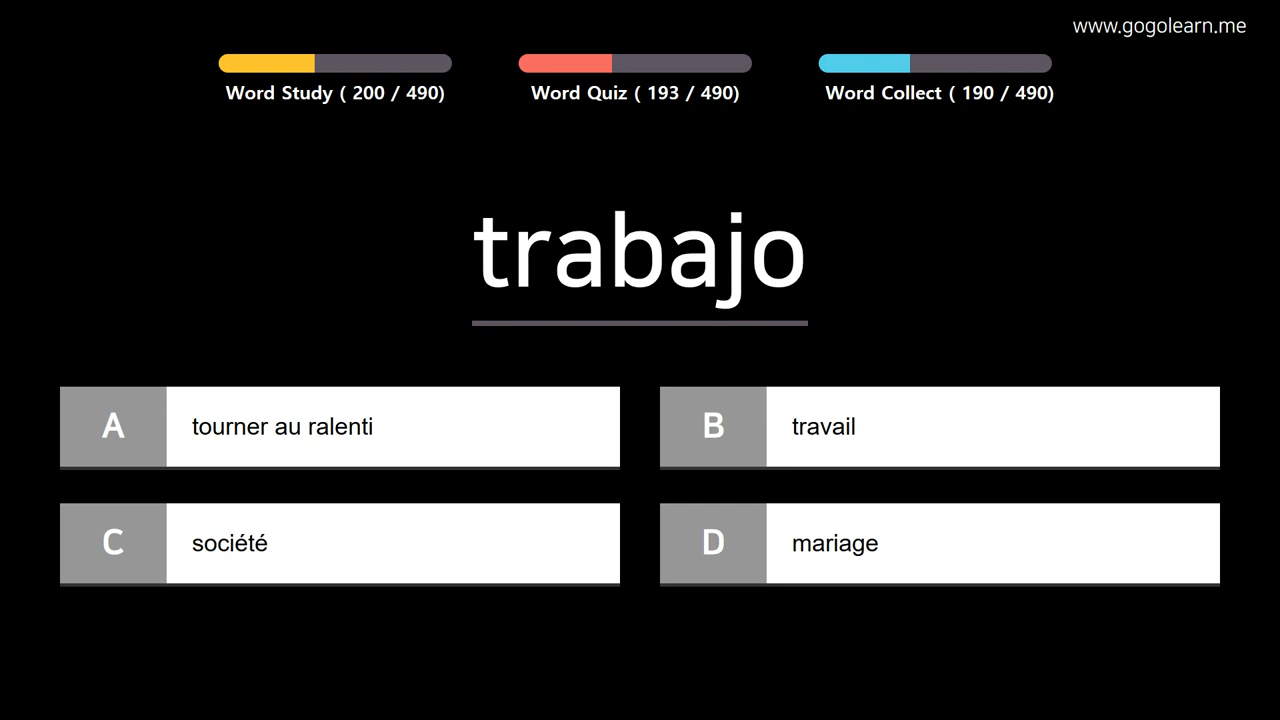 www.gogolearn.me
Word Study ( 200 / 490)
Word Quiz ( 193 / 490)
Word Collect ( 190 / 490)
trabajo
A tourner au ralenti
B travail
C société
D mariage